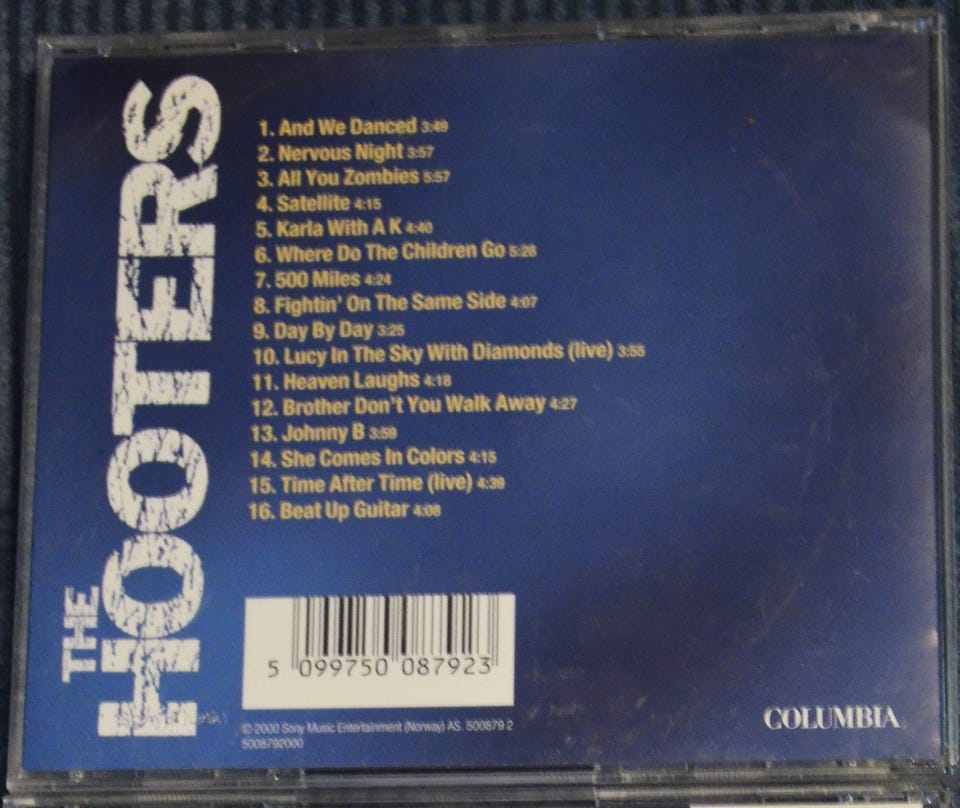 THE HOOTERS
1. And We Danced 3:49
2. Nervous Night 3:57
3. All You Zombies 5:57
4. Satellite 4:15
5. Karla With A K 4:40
6. Where Do The Children Go 5:28
7. 500 Miles 4:24
8. Fightin' On The Same Side 4:07
9. Day By Day 3:25
10. Lucy In The Sky With Diamonds (live) 3:55
11. Heaven Laughs 4:18
12. Brother Don't You Walk Away 4:27
13. Johnny B 3:59
14. She Comes In Colors 4:15
15. Time After Time (live) 4:39
16. Beat Up Guitar 4:08
5 099750 087923
© 2000 Sony Music Entertainment (Norway) AS. 500879 2
5008792000
COLUMBIA